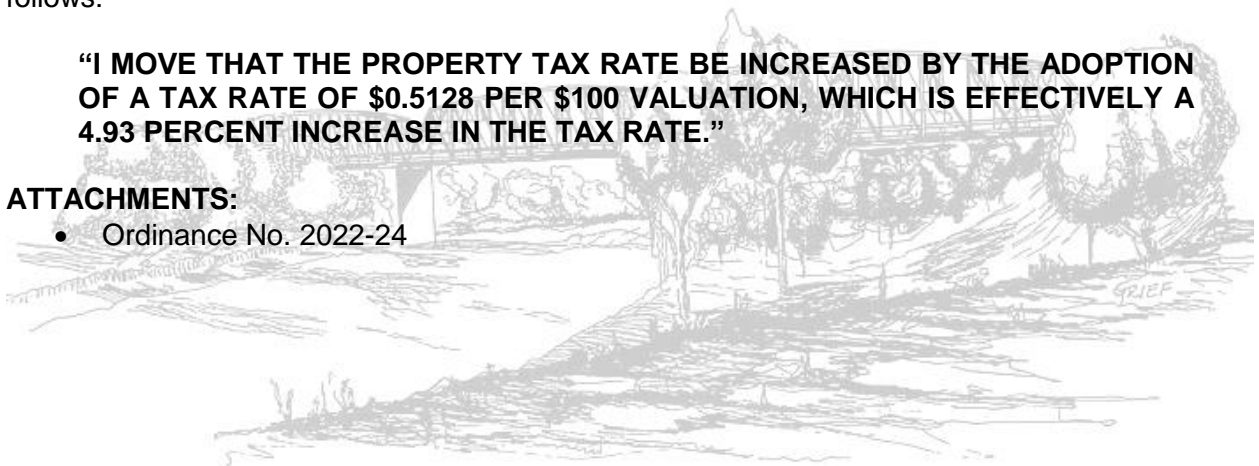 follows:
“I MOVE THAT THE PROPERTY TAX RATE BE INCREASED BY THE ADOPTION
OF A TAX RATE OF $0.5128 PER $100 VALUATION, WHICH IS EFFECTIVELY A
4.93 PERCENT INCREASE IN THE TAX RATE.”
ATTACHMENTS:
• Ordinance No. 2022-24
GRIEF